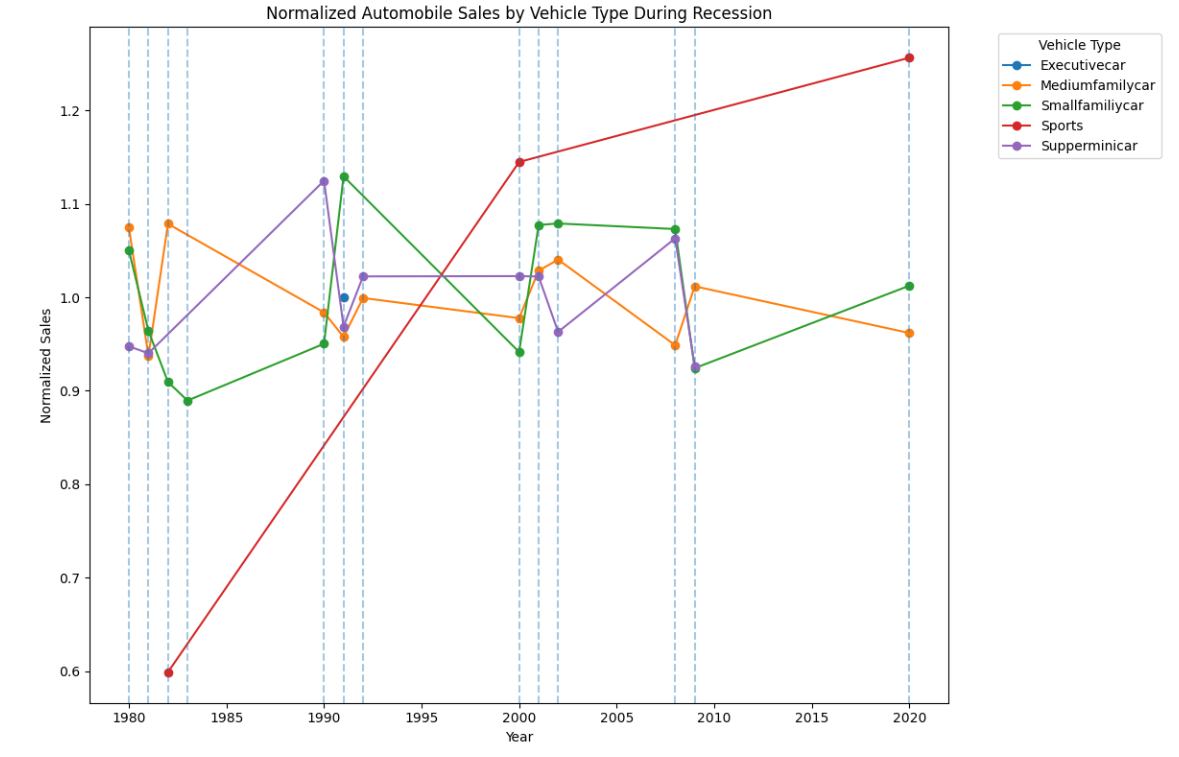 Normalized Automobile Sales by Vehicle Type During Recession
Vehicle Type
Executivecar
Mediumfamilycar
Smallfamiliycar
Sports
Supperminicar
Normalized Sales
1.2
1.1
1.0
0.9
0.8
0.7
0.6
1980 1985 1990 1995 2000 2005 2010 2015 2020
Year